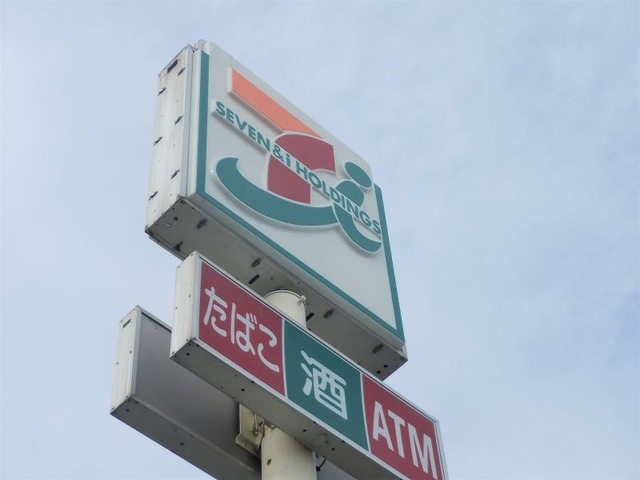 SEVEN & i HOLDINGS
たばこ 酒 ATM